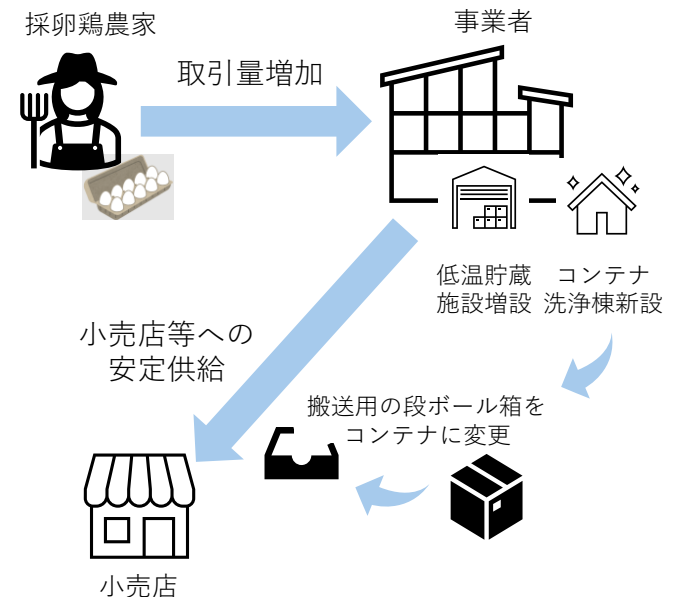 採卵鶏農家
事業者
取引量増加
低温貯蔵
施設増設
コンテナ
洗浄棟新設
小売店等への
安定供給
搬送用の段ボール箱を
コンテナに変更
小売店